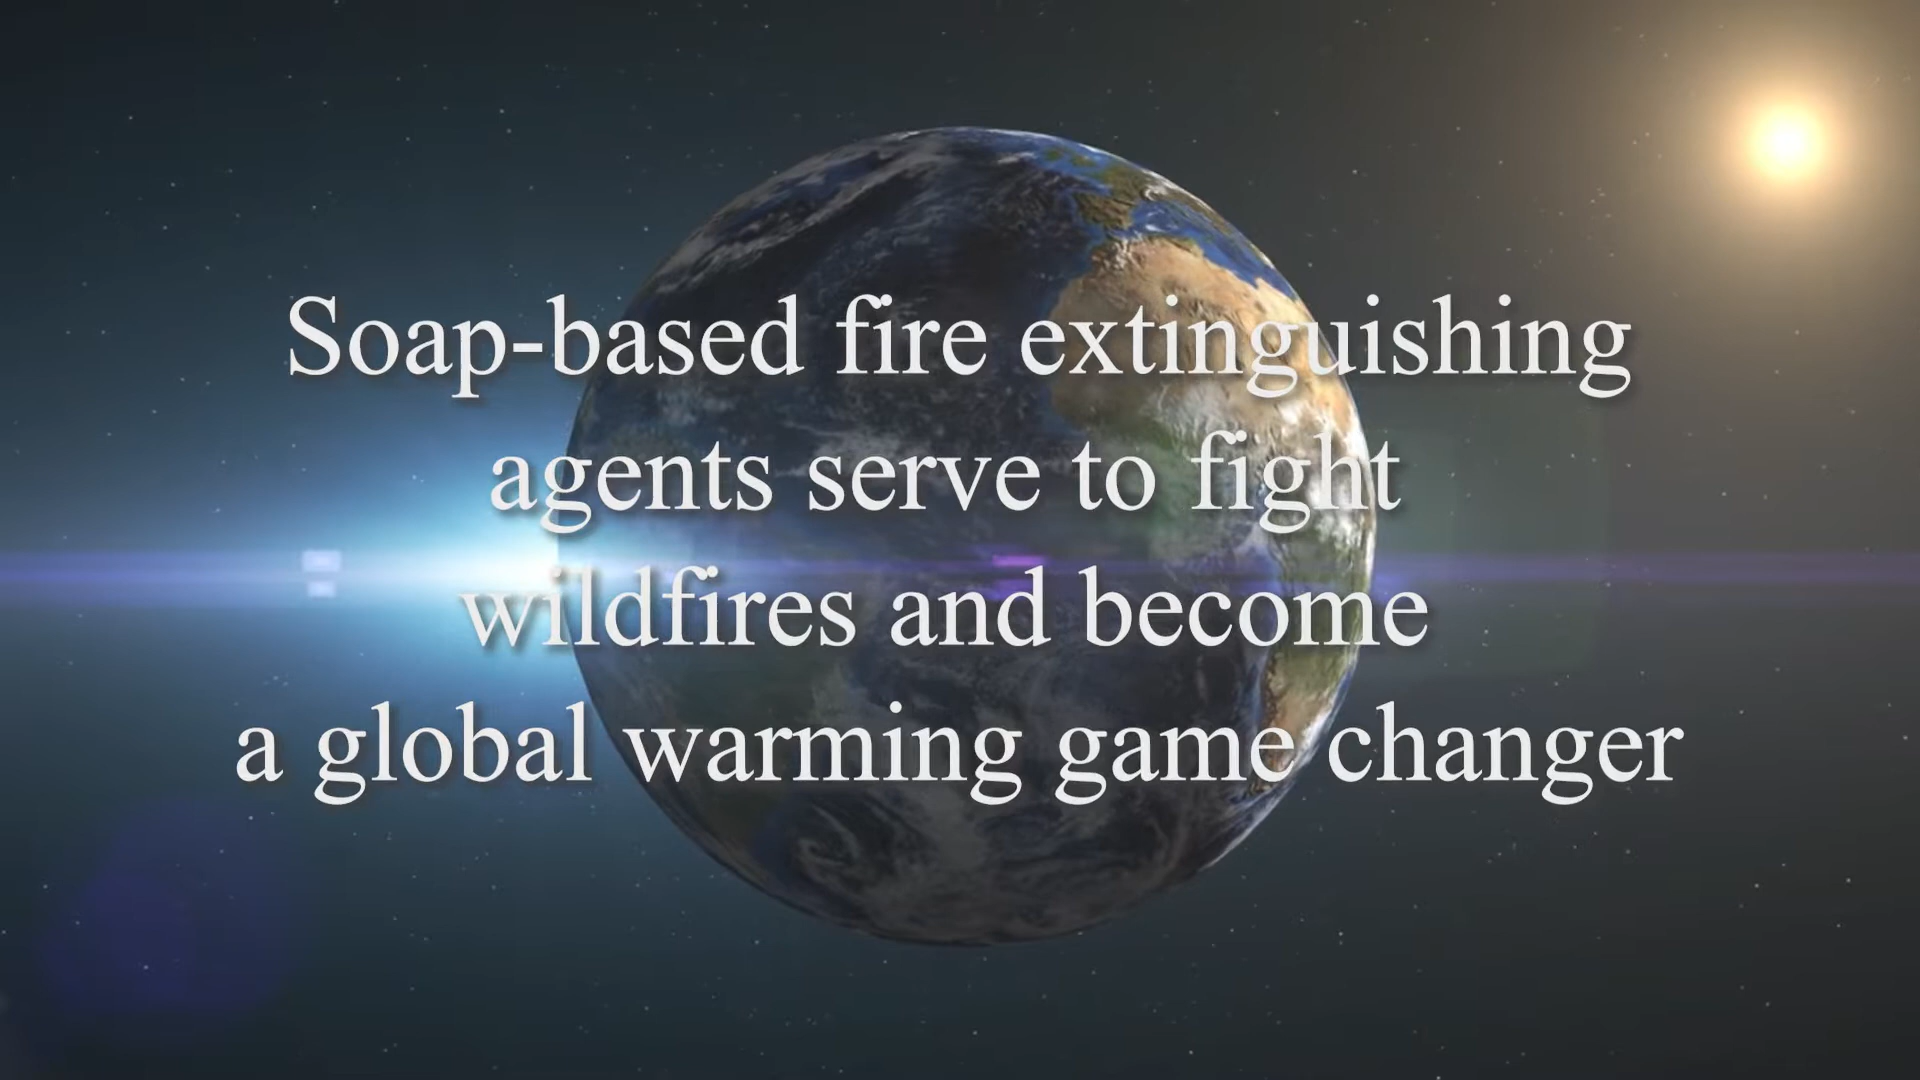 Soap-based fire extinguishing
agents serve to fight
wildfires and become
a global warming game changer